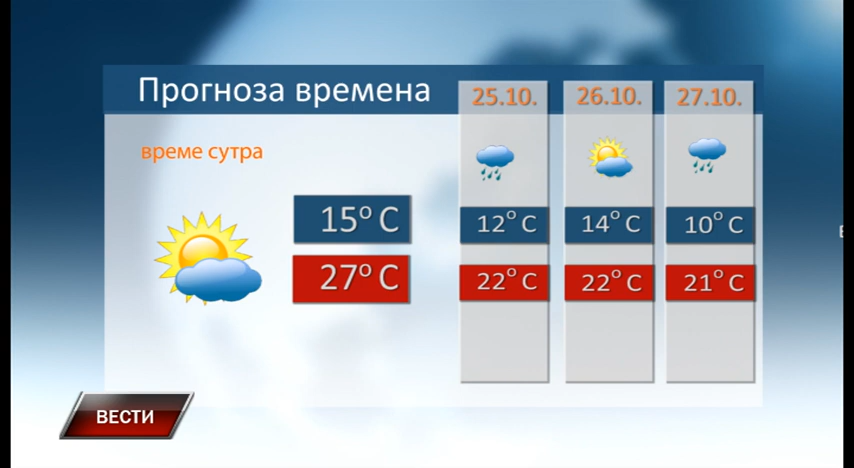 Прогноза времена
време сутра
15° C
27° C
25.10.
12° C
22° C
26.10.
14° C
22° C
27.10.
10° C
21° C
ВЕСТИ